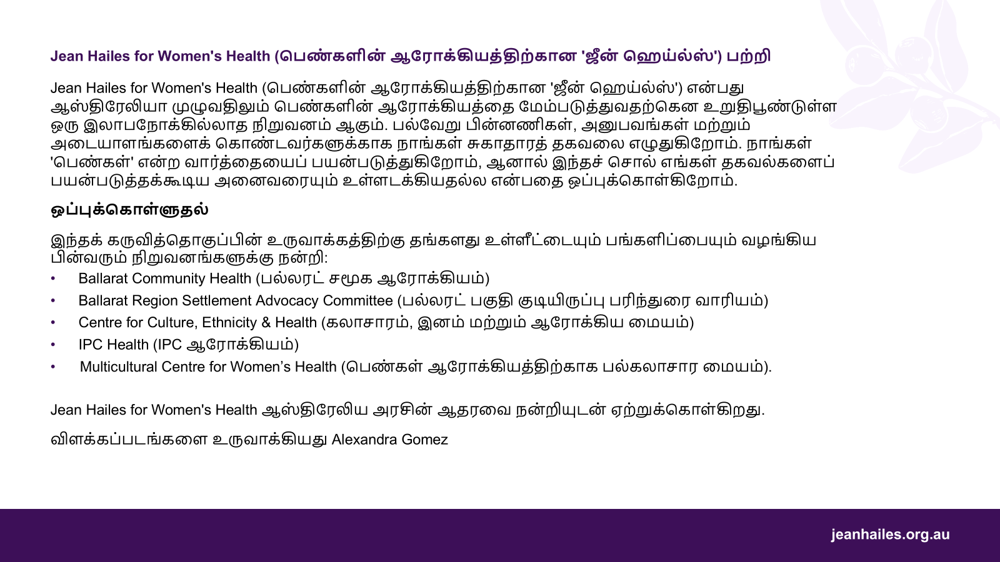 Jean Hailes for Women's Health (பெண்களின் ஆரோக்கியத்திற்கான 'ஜீன் ஹெய்ல்ஸ்') பற்றி
Jean Hailes for Women's Health (பெண்களின் ஆரோக்கியத்திற்கான 'ஜீன் ஹெய்ல்ஸ்') என்பது
ஆஸ்திரேலியா முழுவதிலும் பெண்களின் ஆரோக்கியத்தை மேம்படுத்துவதற்கென உறுதிபூண்டுள்ள
ஒரு இலாபநோக்கில்லாத நிறுவனம் ஆகும். பல்வேறு பின்னணிகள், அனுபவங்கள் மற்றும்
அடையாளங்களைக் கொண்டவர்களுக்காக நாங்கள் சுகாதாரத் தகவலை எழுதுகிறோம். நாங்கள்
'பெண்கள்' என்ற வார்த்தையைப் பயன்படுத்துகிறோம், ஆனால் இந்தச் சொல் எங்கள் தகவல்களைப்
பயன்படுத்தக்கூடிய அனைவரையும் உள்ளடக்கியதல்ல என்பதை ஒப்புக்கொள்கிறோம்.
ஒப்புக்கொள்ளுதல்
இந்தக் கருவித்தொகுப்பின் உருவாக்கத்திற்கு தங்களது உள்ளீட்டையும் பங்களிப்பையும் வழங்கிய
பின்வரும் நிறுவனங்களுக்கு நன்றி:
• Ballarat Community Health (பல்லரட் சமூக ஆரோக்கியம்)
• Ballarat Region Settlement Advocacy Committee (பல்லரட் பகுதி குடியிருப்பு பரிந்துரை வாரியம்)
• Centre for Culture, Ethnicity & Health (கலாசாரம், இனம் மற்றும் ஆரோக்கிய மையம்)
• IPC Health (IPC ஆரோக்கியம்)
• Multicultural Centre for Women’s Health (பெண்கள் ஆரோக்கியத்திற்காக பல்கலாசார மையம்).
Jean Hailes for Women's Health ஆஸ்திரேலிய அரசின் ஆதரவை நன்றியுடன் ஏற்றுக்கொள்கிறது.
விளக்கப்படங்களை உருவாக்கியது Alexandra Gomez
jeanhailes.org.au